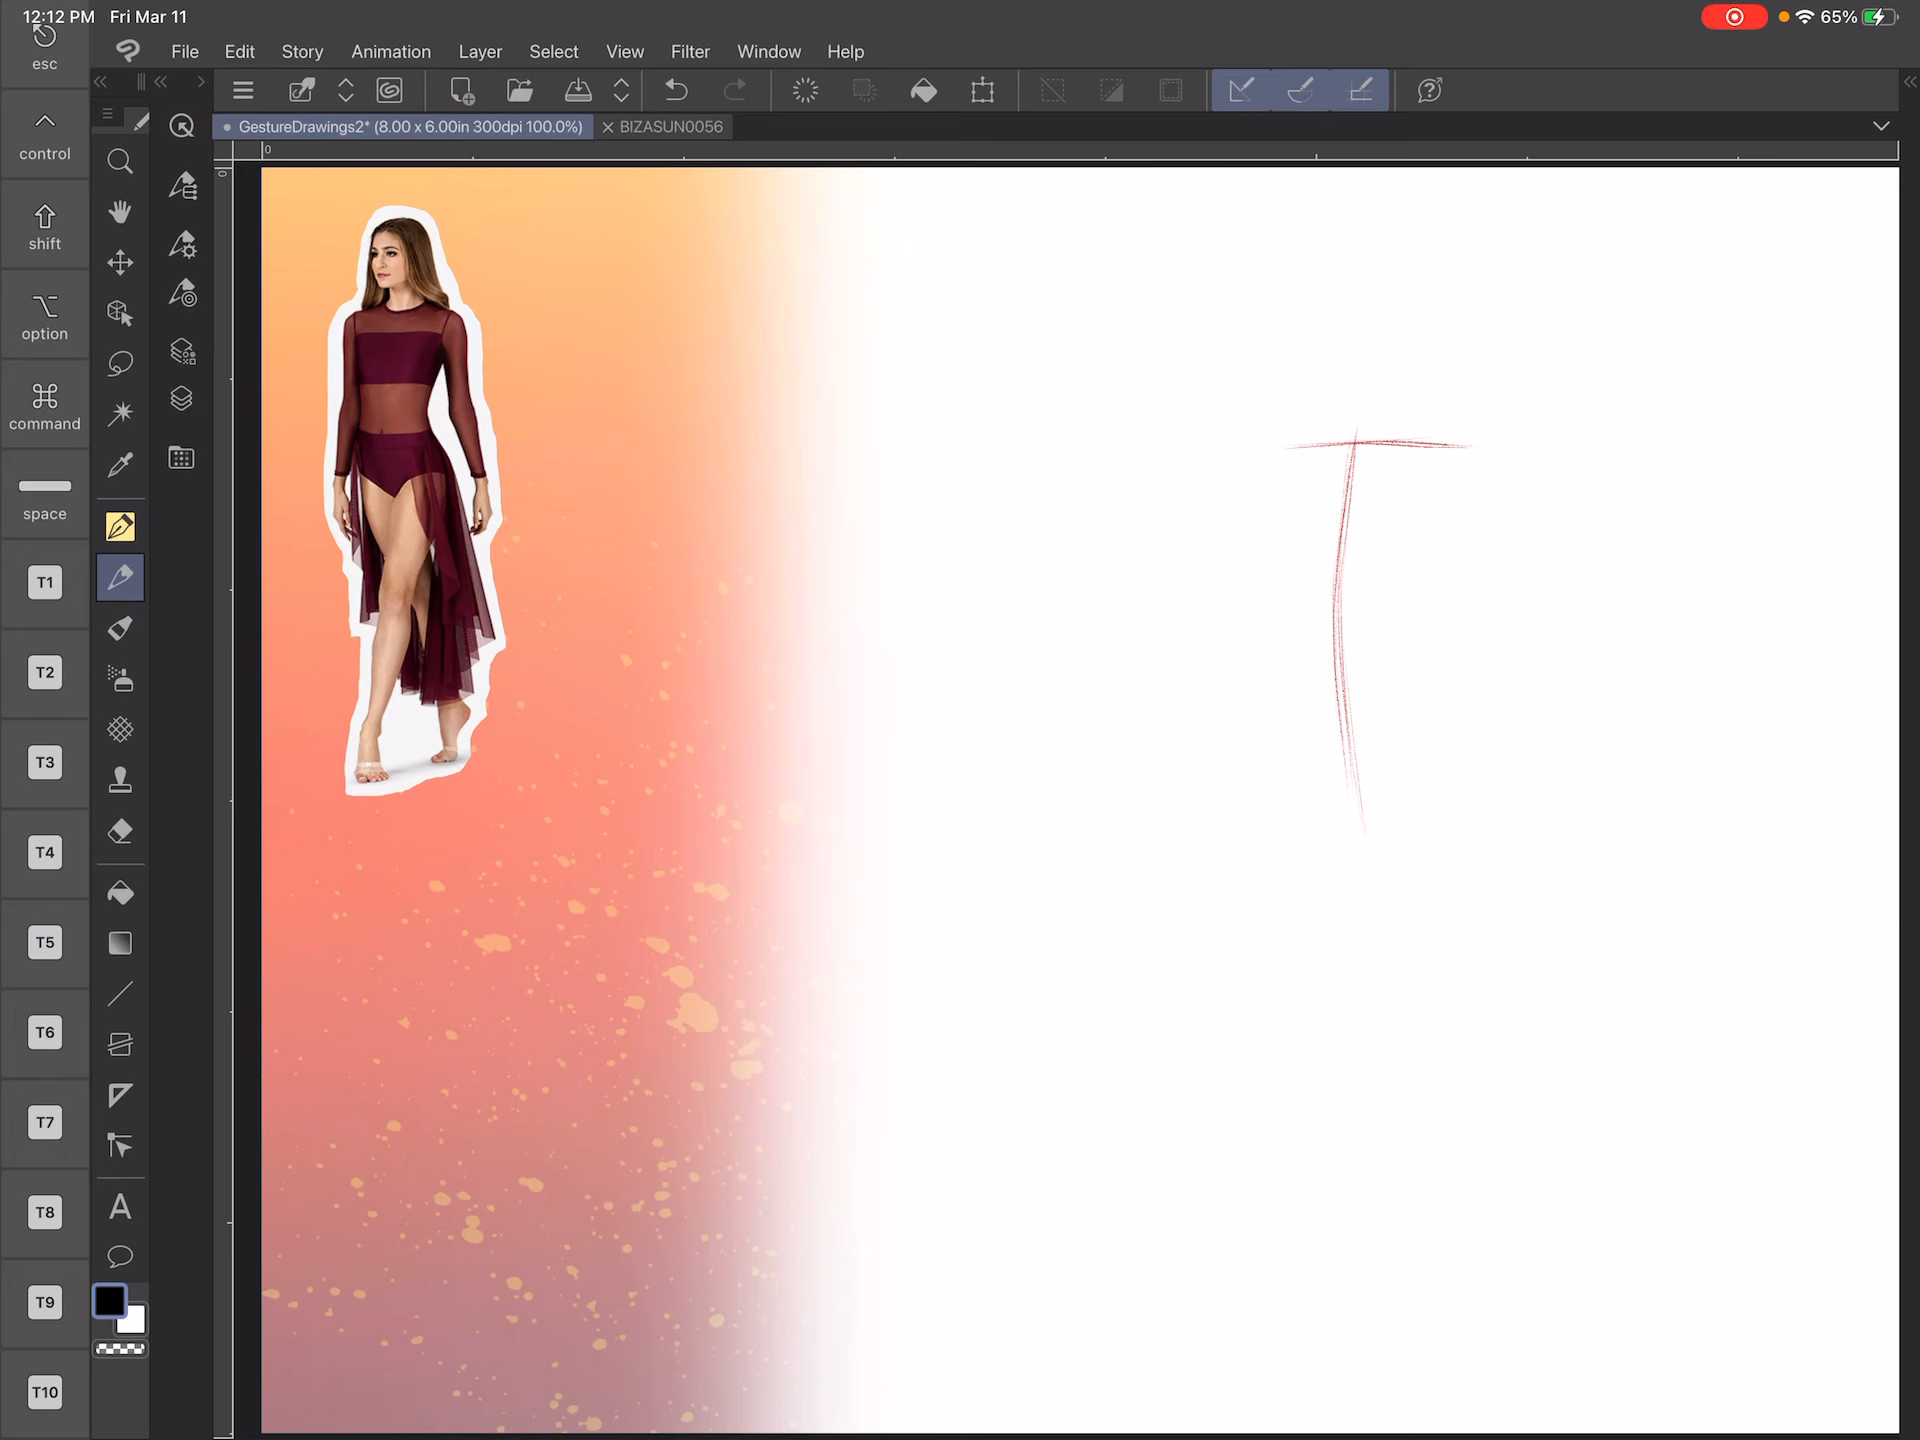 12:12 PM Fri Mar 11
65%
esc
File Edit Story Animation Layer Select View Filter Window Help
GestureDrawings2* (8.00 x 6.00in 300dpi 100.0%) BIZASUN0056
0
0
control
shift
option
command
space
T1
T2
T3
T4
T5
T6
T7
T8
T9
T10